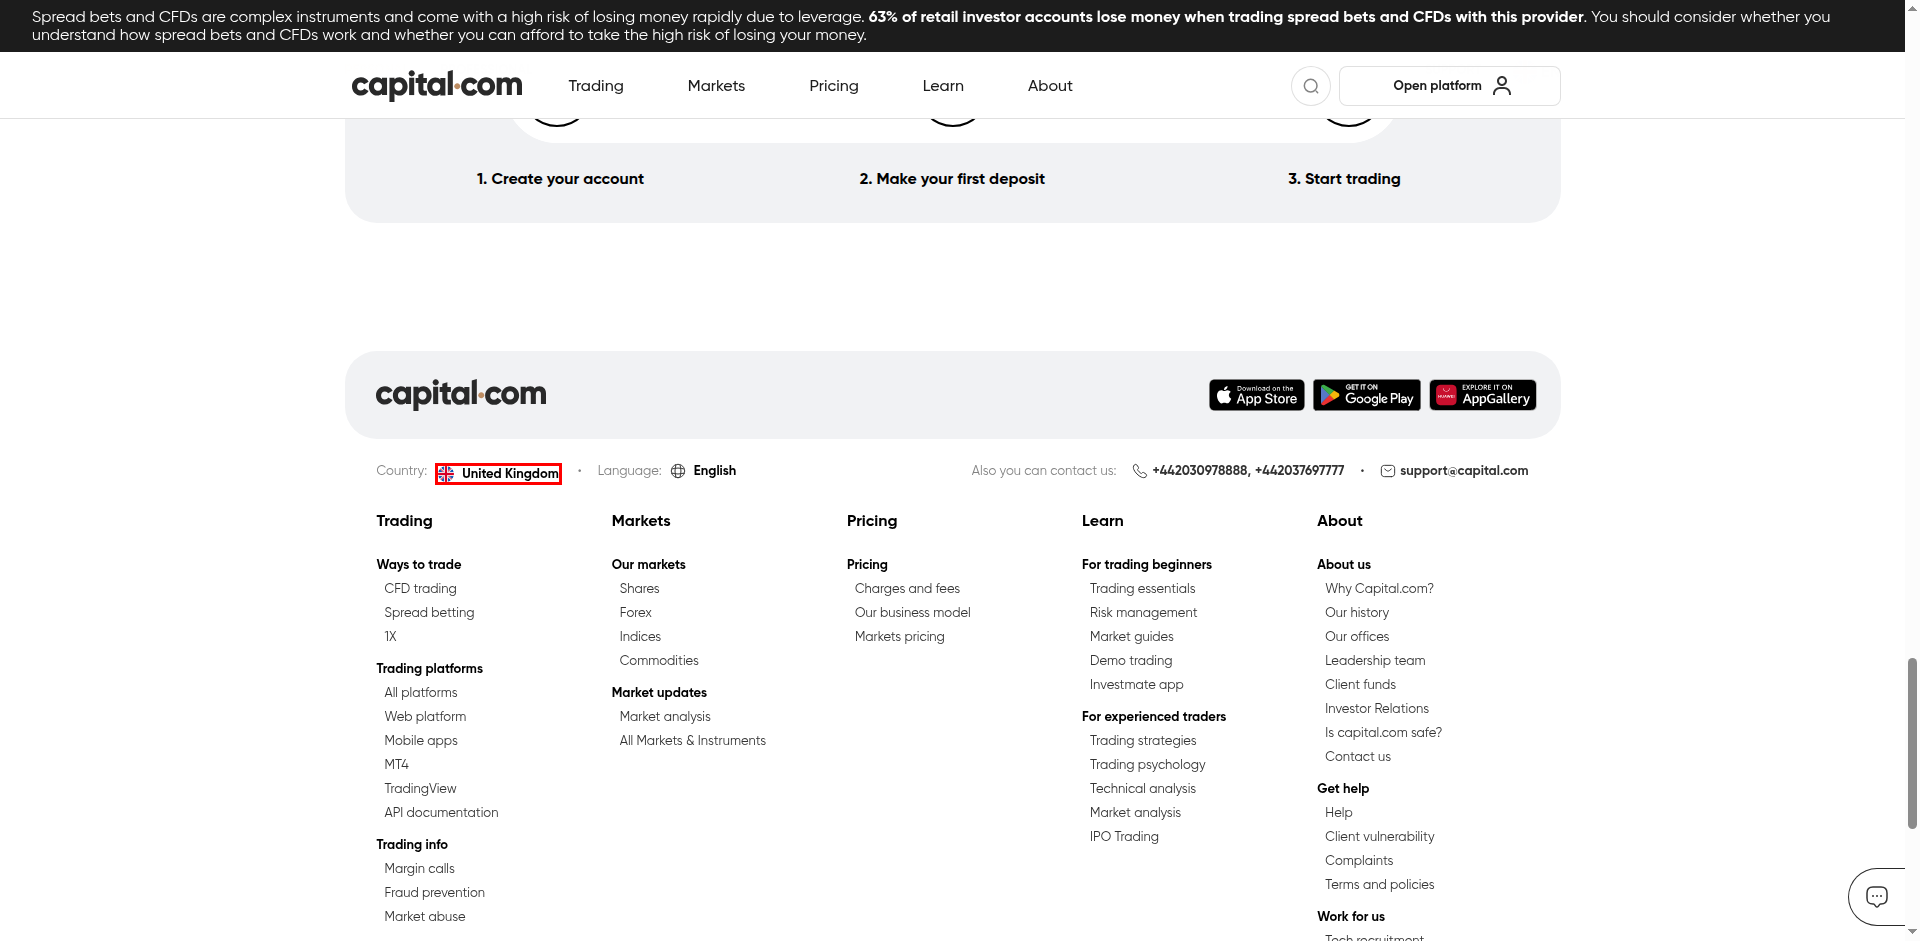 Spread bets and CFDs are complex instruments and come with a high risk of losing money rapidly due to leverage. 63% of retail investor accounts lose money when trading spread bets and CFDs with this provider. You should consider whether you
understand how spread bets and CFDs work and whether you can afford to take the high risk of losing your money.
capital.com
Trading
Markets
Pricing
Learn
About
Open platform
1. Create your account
2. Make your first deposit
3. Start trading
capital.com
Download on the
App Store
GET IT ON
Google Play
HUAWEI
EXPLORE IT ON
AppGallery
Country: United Kingdom • Language: English
Also you can contact us: +442030978888, +442037697777 • support@capital.com
Trading
Ways to trade
CFD trading
Spread betting
1X
Trading platforms
All platforms
Web platform
Mobile apps
MT4
TradingView
API documentation
Trading info
Margin calls
Fraud prevention
Market abuse
Markets
Our markets
Shares
Forex
Indices
Commodities
Market updates
Market analysis
All Markets & Instruments
Pricing
Pricing
Charges and fees
Our business model
Markets pricing
Learn
For trading beginners
Trading essentials
Risk management
Market guides
Demo trading
Investmate app
For experienced traders
Trading strategies
Trading psychology
Technical analysis
Market analysis
IPO Trading
About
About us
Why Capital.com?
Our history
Our offices
Leadership team
Client funds
Investor Relations
Is capital.com safe?
Contact us
Get help
Help
Client vulnerability
Complaints
Terms and policies
Work for us
Tech recruitment